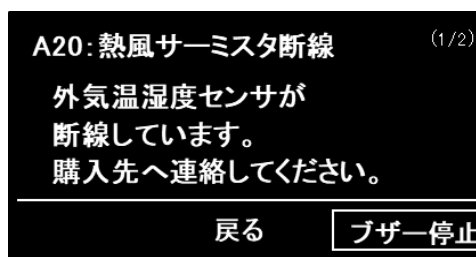 A20:熱風サーミスタ断線 (1/2)
外気温湿度センサが
断線しています。
購入先へ連絡してください。
戻る ブザー停止